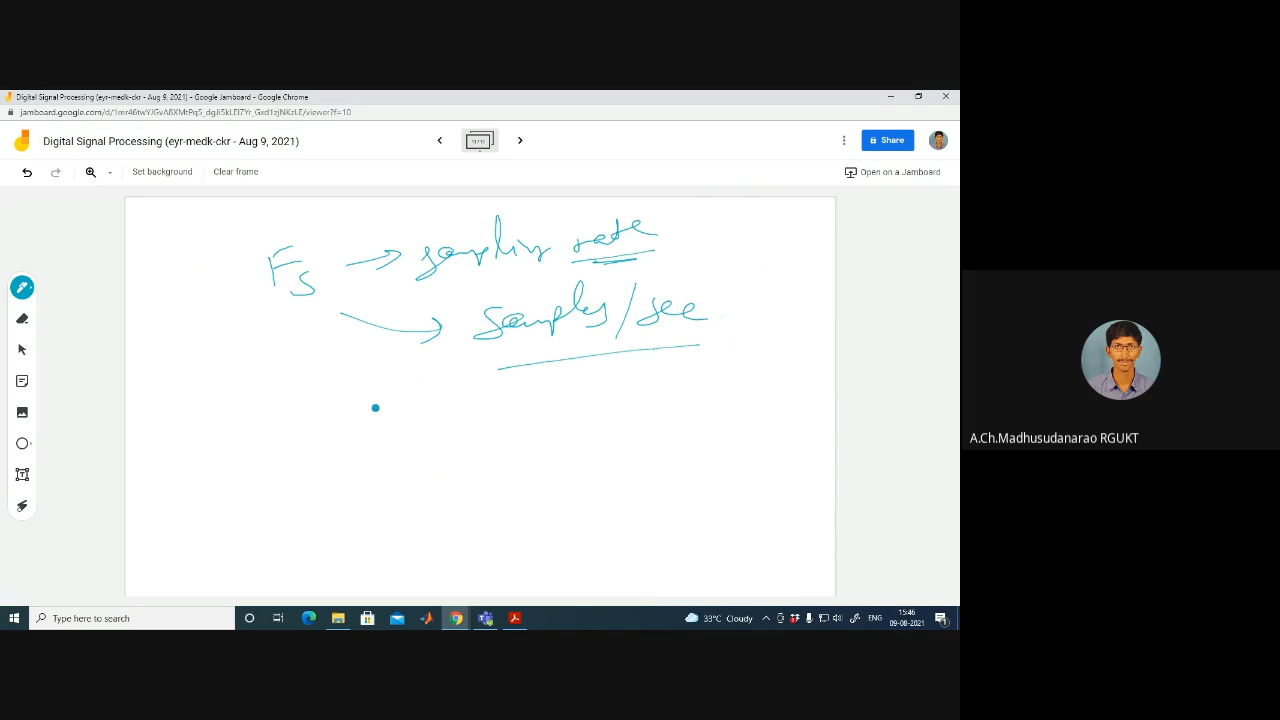 Digital Signal Processing (eyr-medk-ckr - Aug 9, 2021) - Google Jamboard - Google Chrome
Digital Signal Processing (eyr-medk-ckr - Aug 9, 2021)
11 / 11
Share
Set background
Clear frame
Open on a Jamboard
Fs → sampling rate
→ samples/sec
A.Ch.Madhusudanarao RGUKT
Type here to search
33°C Cloudy
ENG
15:46
09-08-2021